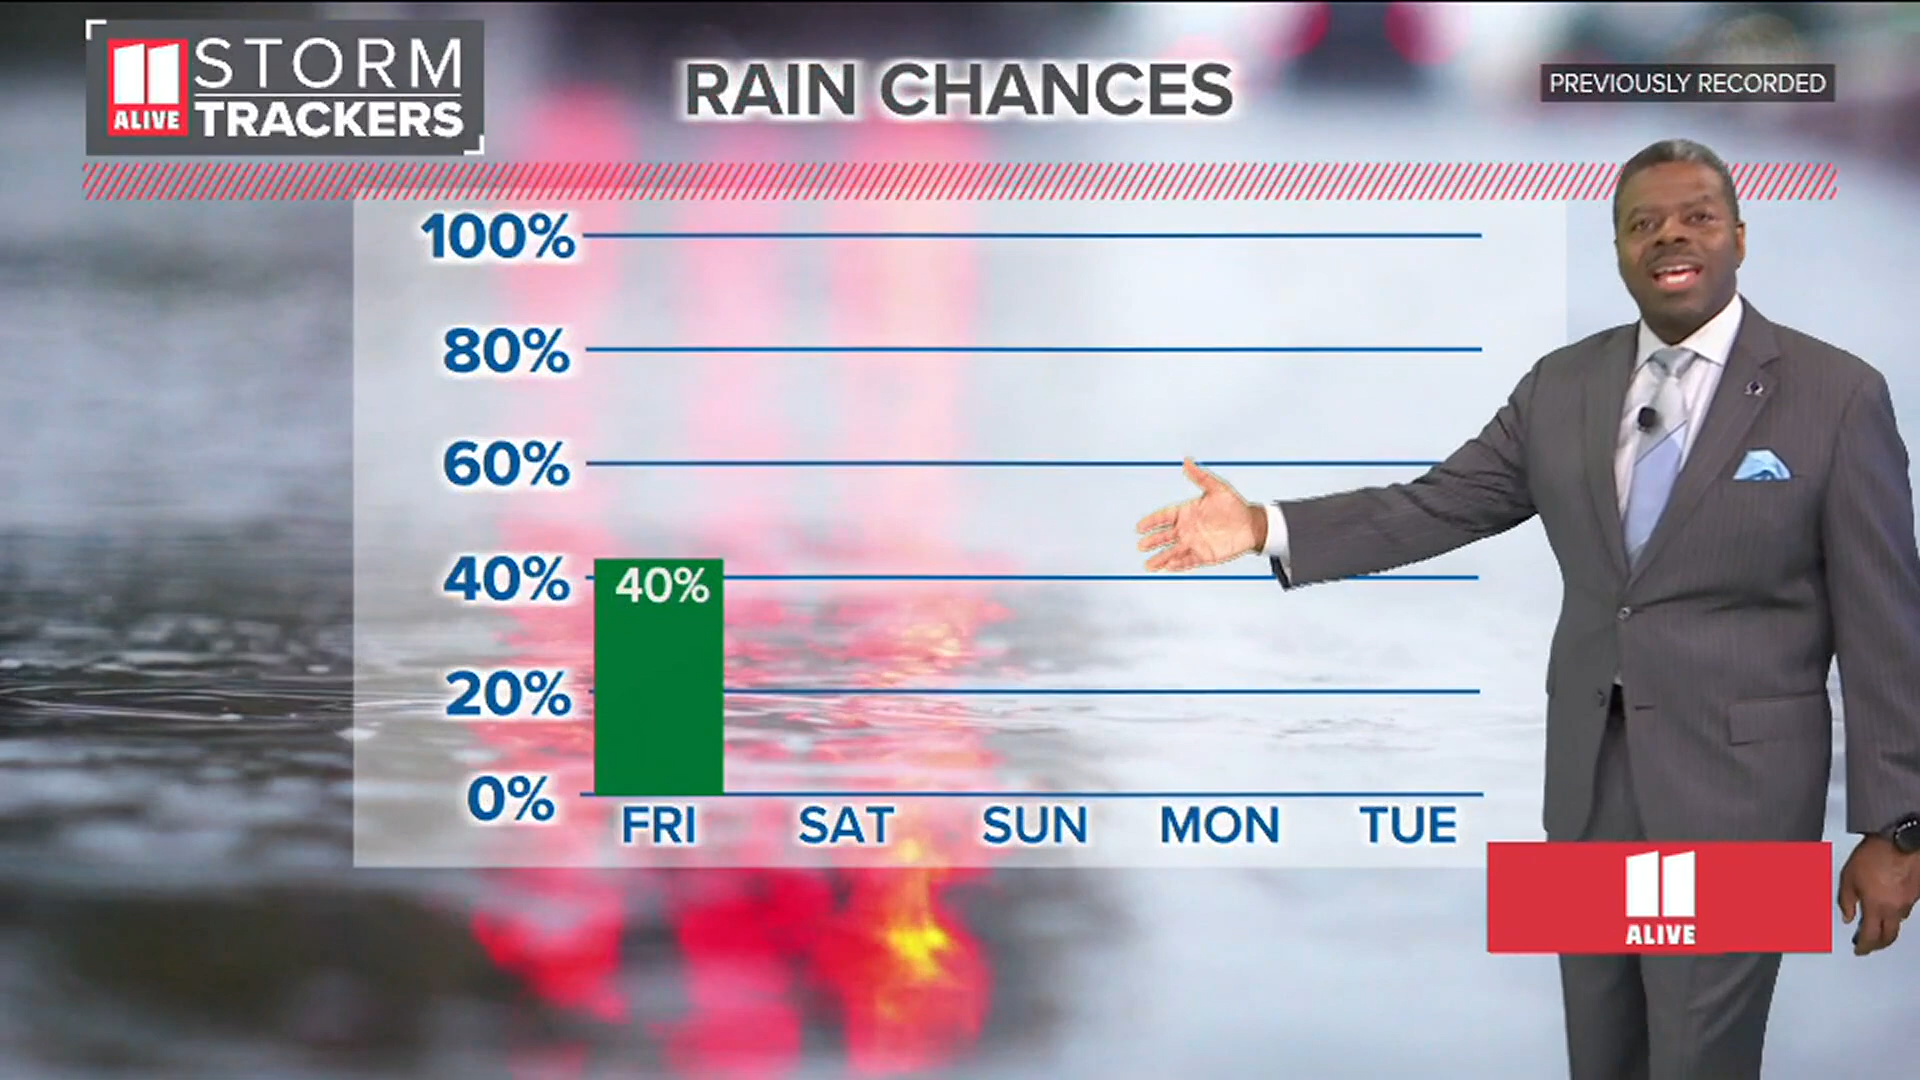 11 ALIVE
STORM
TRACKERS
RAIN CHANCES
PREVIOUSLY RECORDED
100%
80%
60%
40%
20%
0%
40%
FRI SAT SUN MON TUE
11
ALIVE